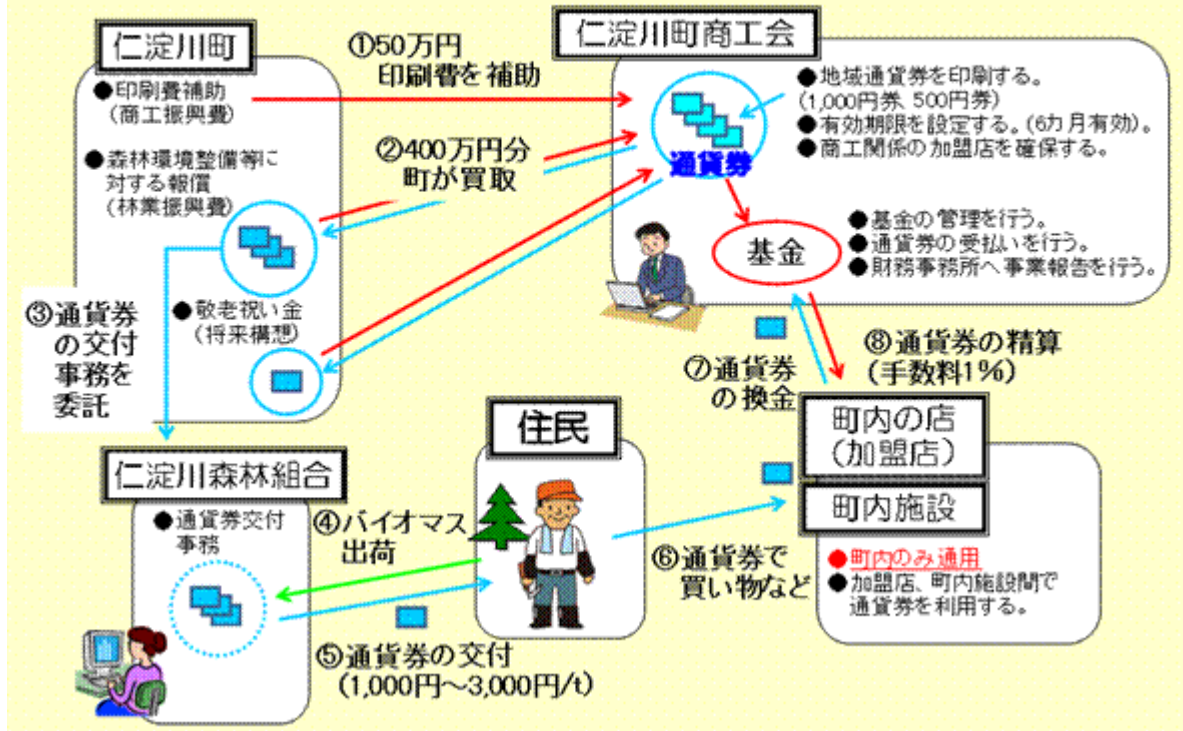 仁淀川町
●印刷費補助
(商工振興費)
●森林環境整備等に
対する報償
(林業振興費)
●敬老祝い金
(将来構想)
①50万円
印刷費を補助
②400万円分
町が買取
③通貨券
の交付
事務を
委託
仁淀川町商工会
通貨券
●地域通貨券を印刷する。
(1,000円券、500円券)
●有効期限を設定する。(6カ月有効)。
●商工関係の加盟店を確保する。
基金
●基金の管理を行う。
●通貨券の受払いを行う。
●財務事務所へ事業報告を行う。
⑦通貨券
の換金
⑧通貨券の精算
(手数料1%)
仁淀川森林組合
●通貨券交付
事務
④バイオマス
出荷
⑤通貨券の交付
(1,000円～3,000円/t)
住民
⑥通貨券で
買い物など
町内の店
(加盟店)
町内施設
●町内のみ通用
●加盟店、町内施設間で
通貨券を利用する。